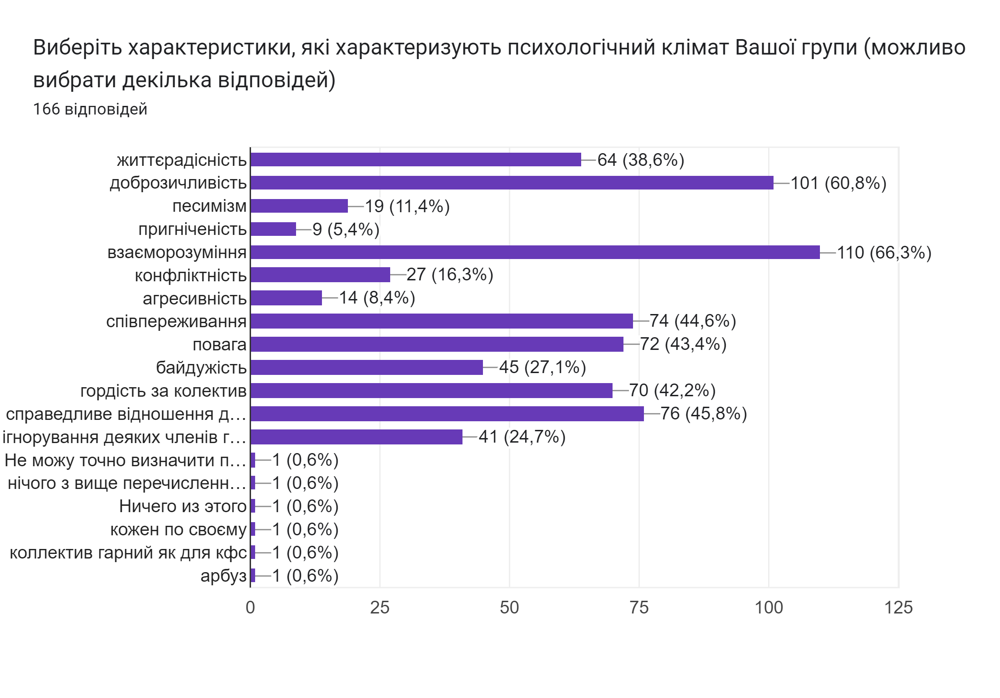 Виберіть характеристики, які характеризують психологічний клімат Вашої групи (можливо
вибрати декілька відповідей)
166 відповідей
життєрадісність 64 (38,6%)
доброзичливість 101 (60,8%)
песимізм 19 (11,4%)
пригніченість 9 (5,4%)
взаєморозуміння 110 (66,3%)
конфліктність 27 (16,3%)
агресивність 14 (8,4%)
співпереживання 74 (44,6%)
повага 72 (43,4%)
байдужість 45 (27,1%)
гордість за колектив 70 (42,2%)
справедливе відношення д... 76 (45,8%)
ігнорування деяких членів г... 41 (24,7%)
Не можу точно визначити п... 1 (0,6%)
нічого з вище перечисленн... 1 (0,6%)
Ничего из этого 1 (0,6%)
кожен по своєму 1 (0,6%)
коллектив гарний як для кфс 1 (0,6%)
арбуз 1 (0,6%)
0 25 50 75 100 125